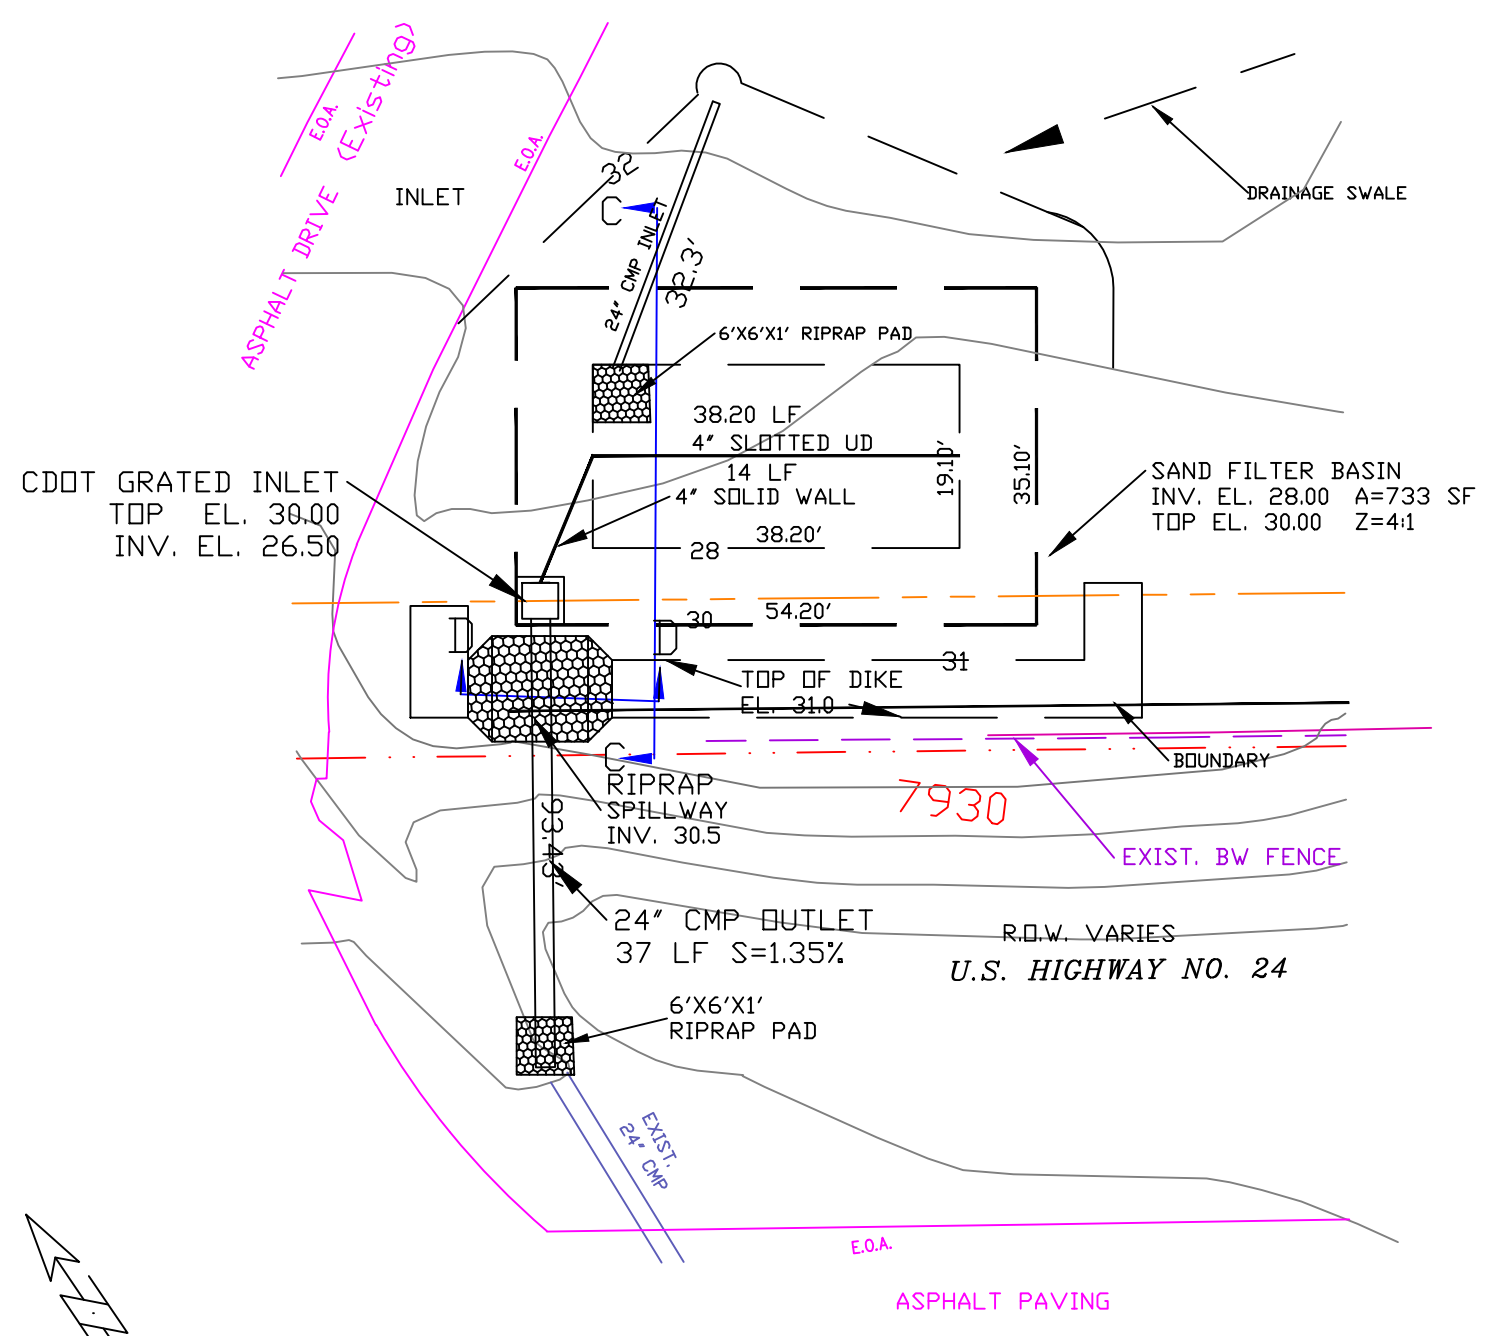 ASPHALT DRIVE (Existing)
E.O.A.
E.O.A.
INLET
32
C
DRAINAGE SWALE
24" CMP INLET
32.3'
6'X6'X1' RIPRAP PAD
38.20 LF
4" SLOTTED UD
14 LF
4" SOLID WALL
19.10'
35.10'
38.20'
28
CDOT GRATED INLET
TOP EL. 30.00
INV. EL. 26.50
SAND FILTER BASIN
INV. EL. 28.00 A=733 SF
TOP EL. 30.00 Z=4:1
30
54.20'
D
D
31
TOP OF DIKE
EL. 31.0
C
BOUNDARY
RIPRAP
SPILLWAY
INV. 30.5
7930
93.43'
EXIST. BW FENCE
24" CMP OUTLET
37 LF S=1.35%
R.O.W. VARIES
U.S. HIGHWAY NO. 24
6'X6'X1'
RIPRAP PAD
EXIST.
24" CMP
E.O.A.
ASPHALT PAVING